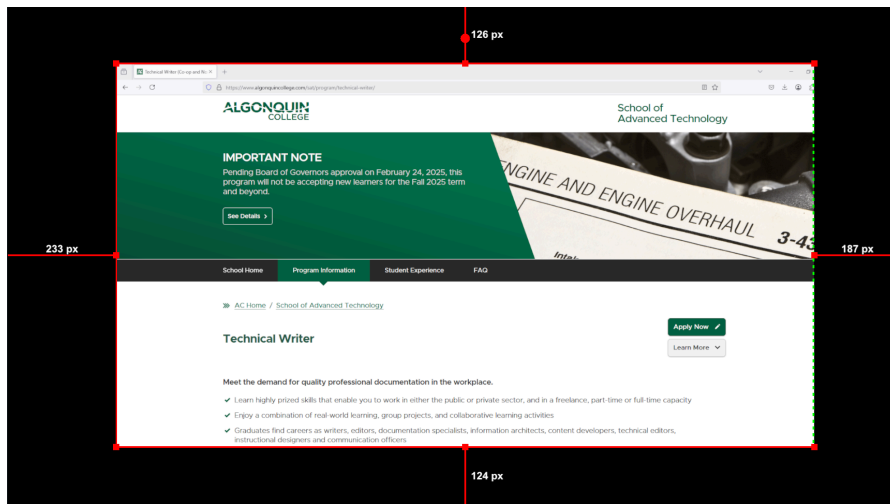 126 px
Technical Writer (Co-op and No
https://www.algonquincollege.com/sat/program/technical-writer/
ALGONQUIN
COLLEGE
School of
Advanced Technology
IMPORTANT NOTE
Pending Board of Governors approval on February 24, 2025, this
program will not be accepting new learners for the Fall 2025 term
and beyond.
See Details
ENGINE AND ENGINE OVERHAUL
3-43
233 px
187 px
School Home Program Information Student Experience FAQ
AC Home / School of Advanced Technology
Technical Writer
Apply Now
Learn More
Meet the demand for quality professional documentation in the workplace.
Learn highly prized skills that enable you to work in either the public or private sector, and in a freelance, part-time or full-time capacity
Enjoy a combination of real-world learning, group projects, and collaborative learning activities
Graduates find careers as writers, editors, documentation specialists, information architects, content developers, technical editors,
instructional designers and communication officers
124 px